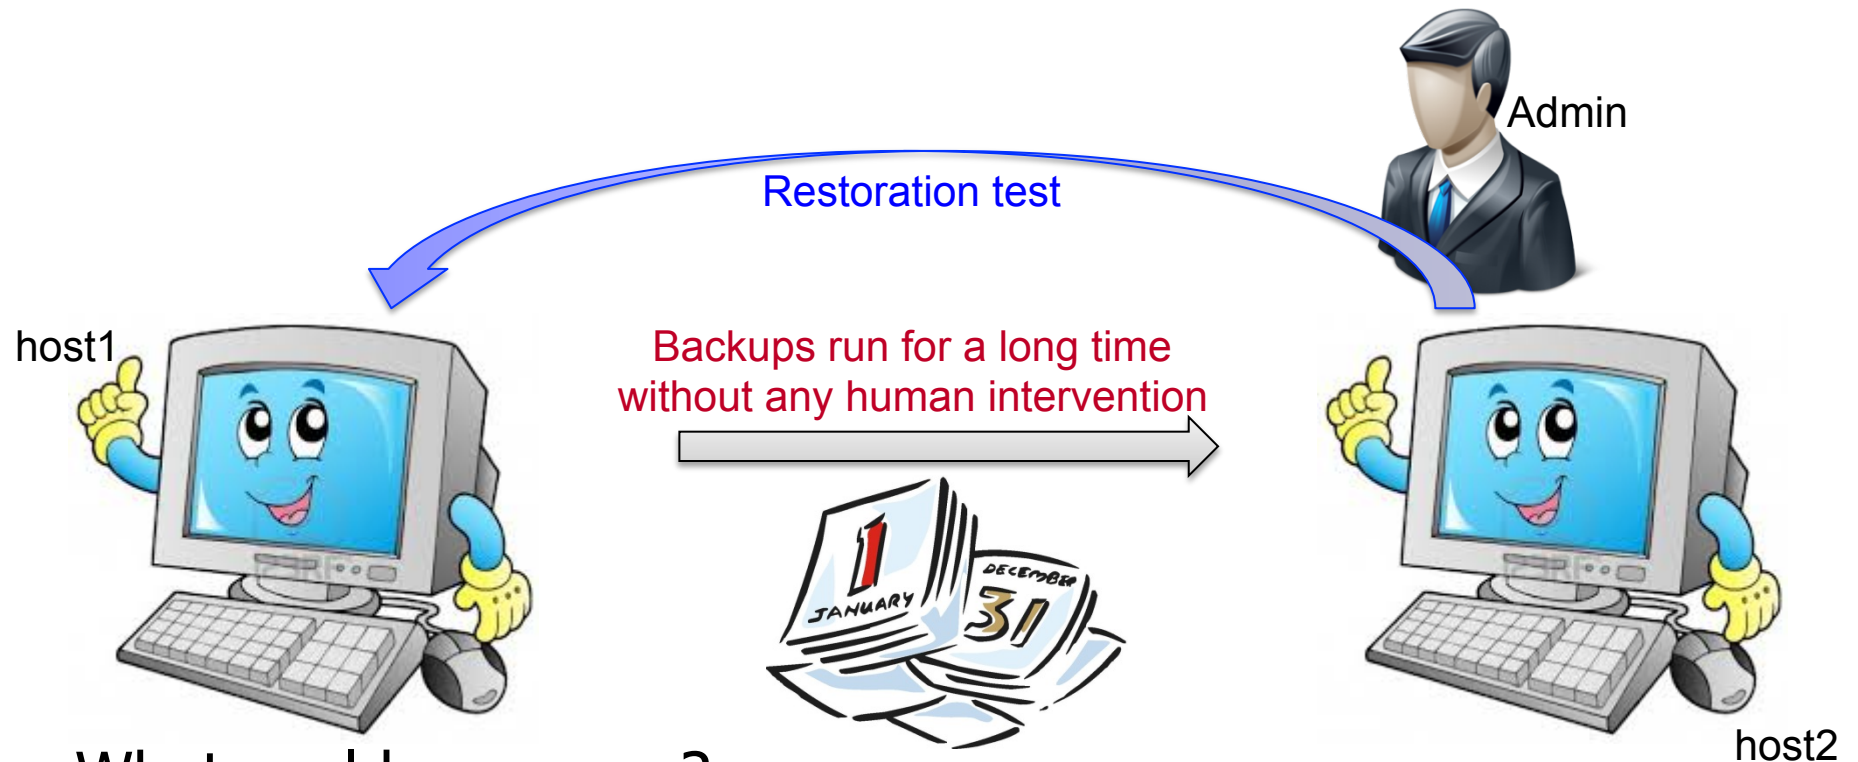 Admin
Restoration test
host1
Backups run for a long time
without any human intervention
1
JANUARY
DECEMBER
31
host2